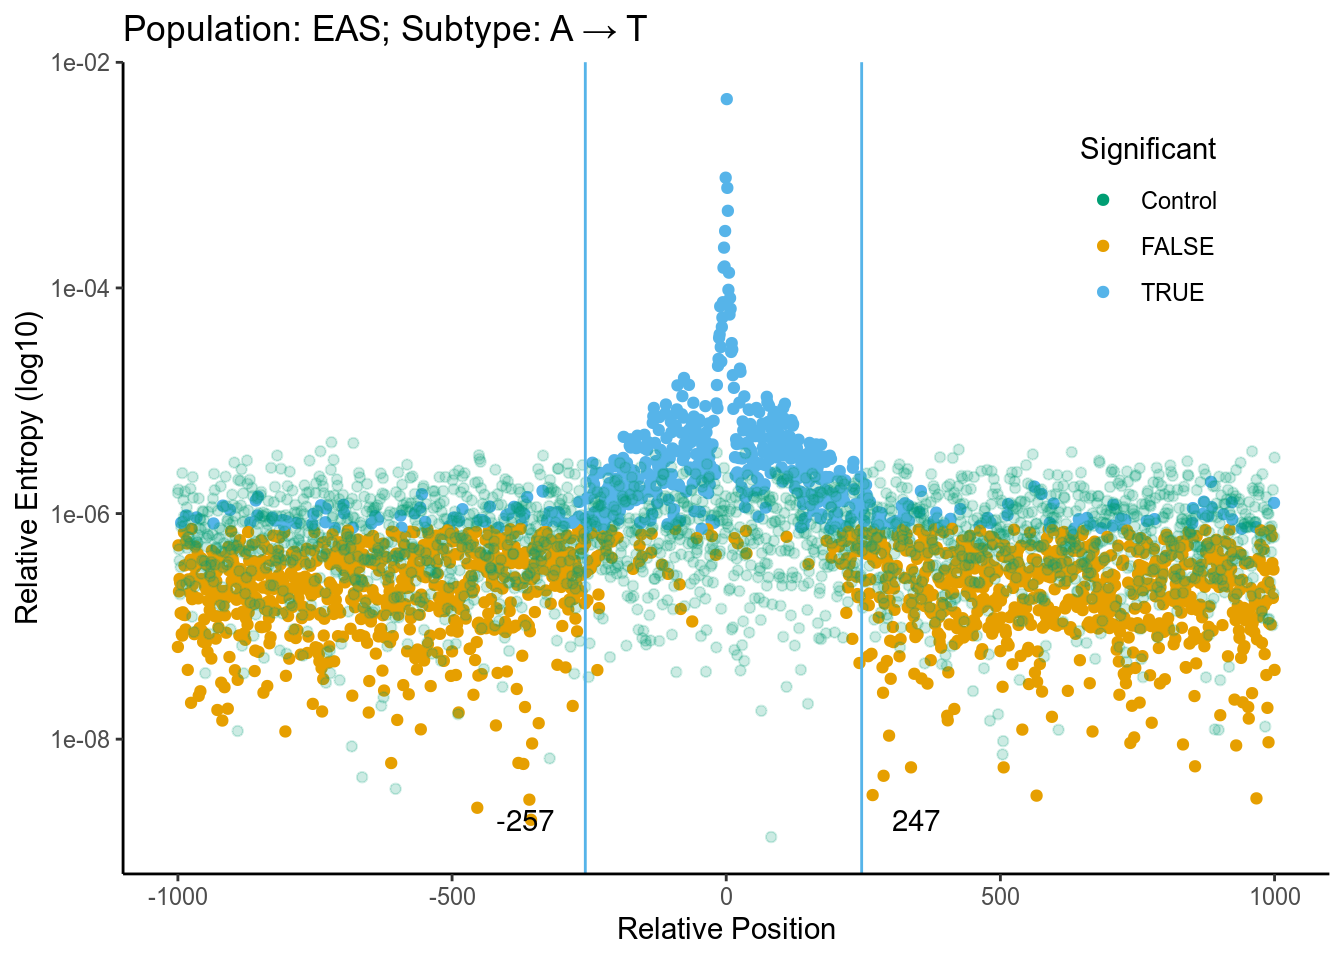 Population: EAS; Subtype: A → T
1e-02
1e-04
1e-06
1e-08
Relative Entropy (log10)
Significant
Control
FALSE
TRUE
-257
247
-1000
-500
0
500
1000
Relative Position